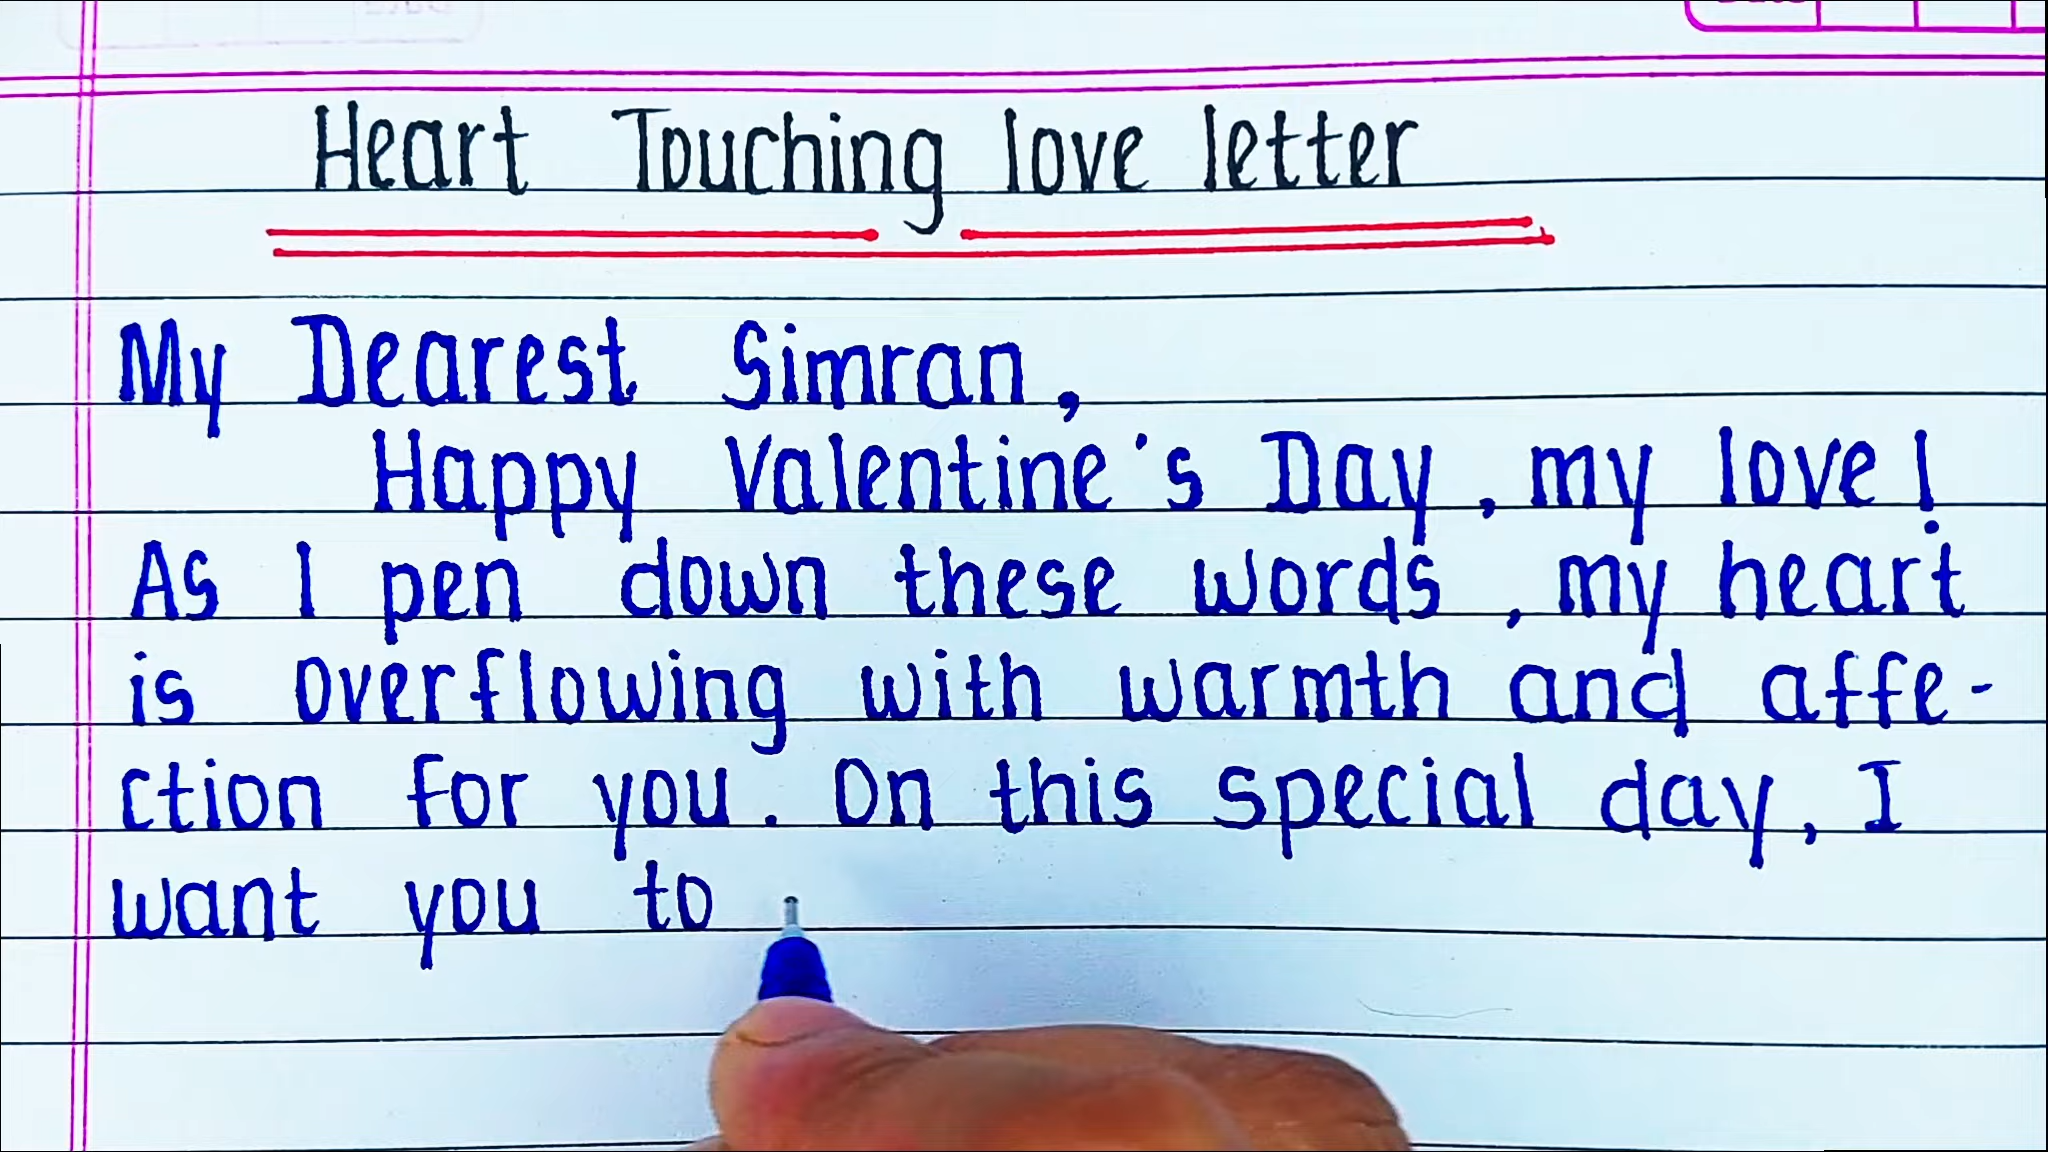 Heart Touching love letter
My Dearest Simran,
Happy Valentine's Day, my love!
As I pen down these words, my heart
is overflowing with warmth and affe-
ction for you. On this special day, I
want you to